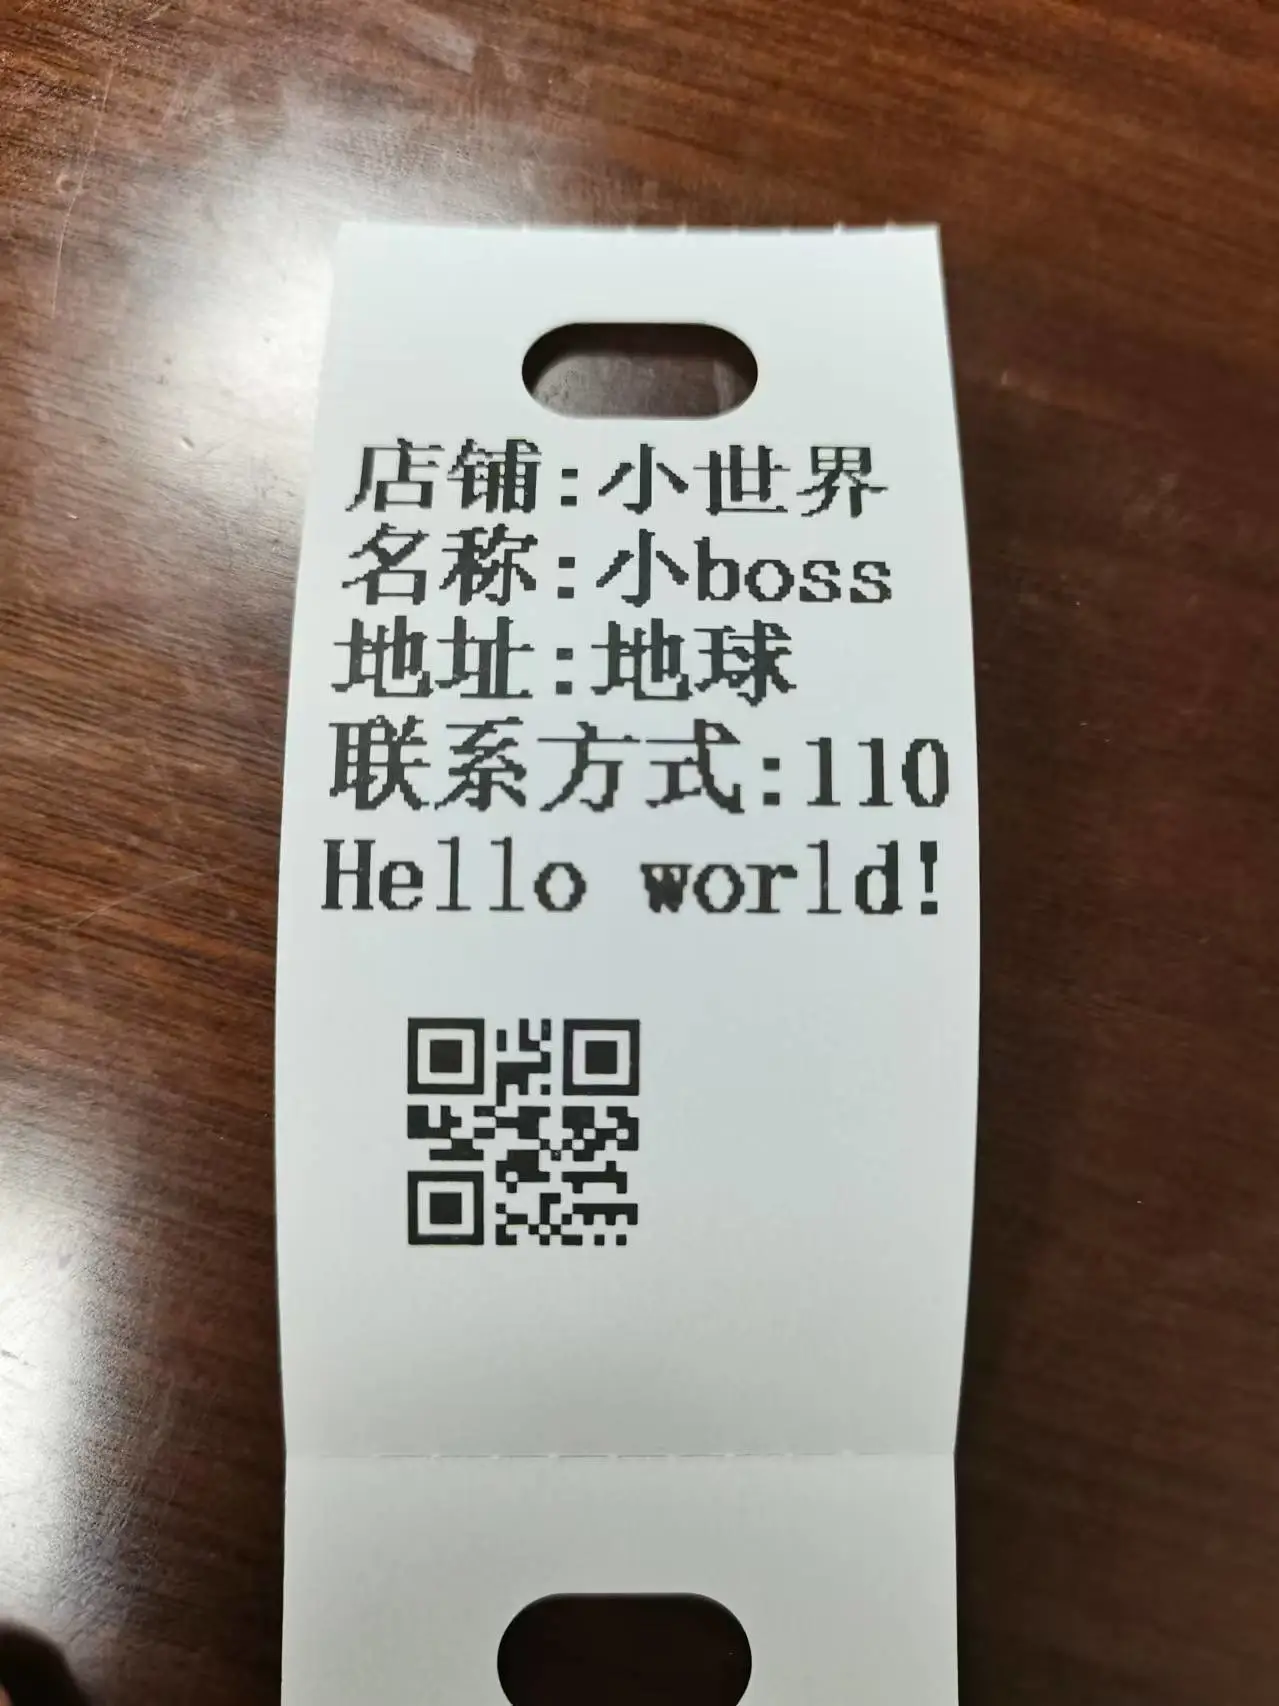 店铺:小世界
名称:小boss
地址:地球
联系方式:110
Hello world!